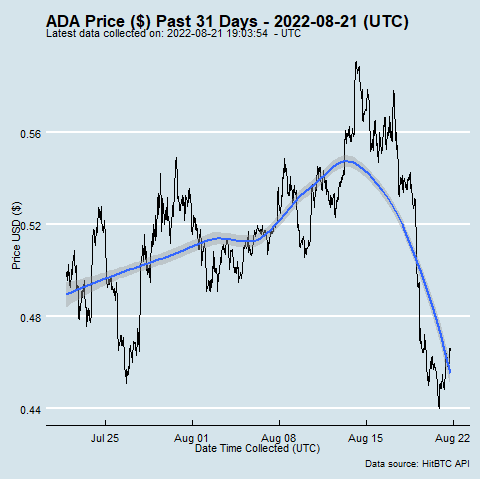 ADA Price ($) Past 31 Days - 2022-08-21 (UTC)
Latest data collected on: 2022-08-21 19:03:54 - UTC
Price USD ($)
0.56
0.52
0.48
0.44
Jul 25
Aug 01
Aug 08
Aug 15
Aug 22
Date Time Collected (UTC)
Data source: HitBTC API